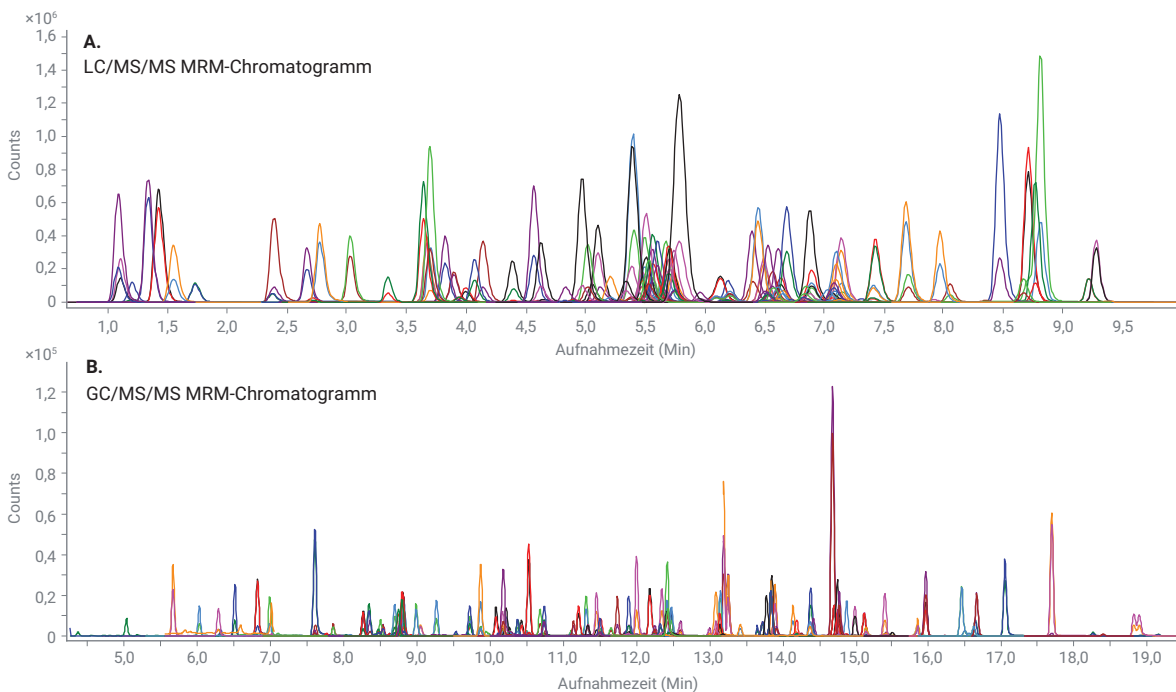 ×10⁶
1,6
A.
LC/MS/MS MRM-Chromatogramm
1,4
1,2
1,0
0,8
0,6
0,4
0,2
0
Counts
1,0 1,5 2,0 2,5 3,0 3,5 4,0 4,5 5,0 5,5 6,0 6,5 7,0 7,5 8,0 8,5 9,0 9,5
Aufnahmezeit (Min)
×10⁵
B.
GC/MS/MS MRM-Chromatogramm
1,2
1,0
0,8
0,6
0,4
0,2
0
Counts
5,0 6,0 7,0 8,0 9,0 10,0 11,0 12,0 13,0 14,0 15,0 16,0 17,0 18,0 19,0
Aufnahmezeit (Min)